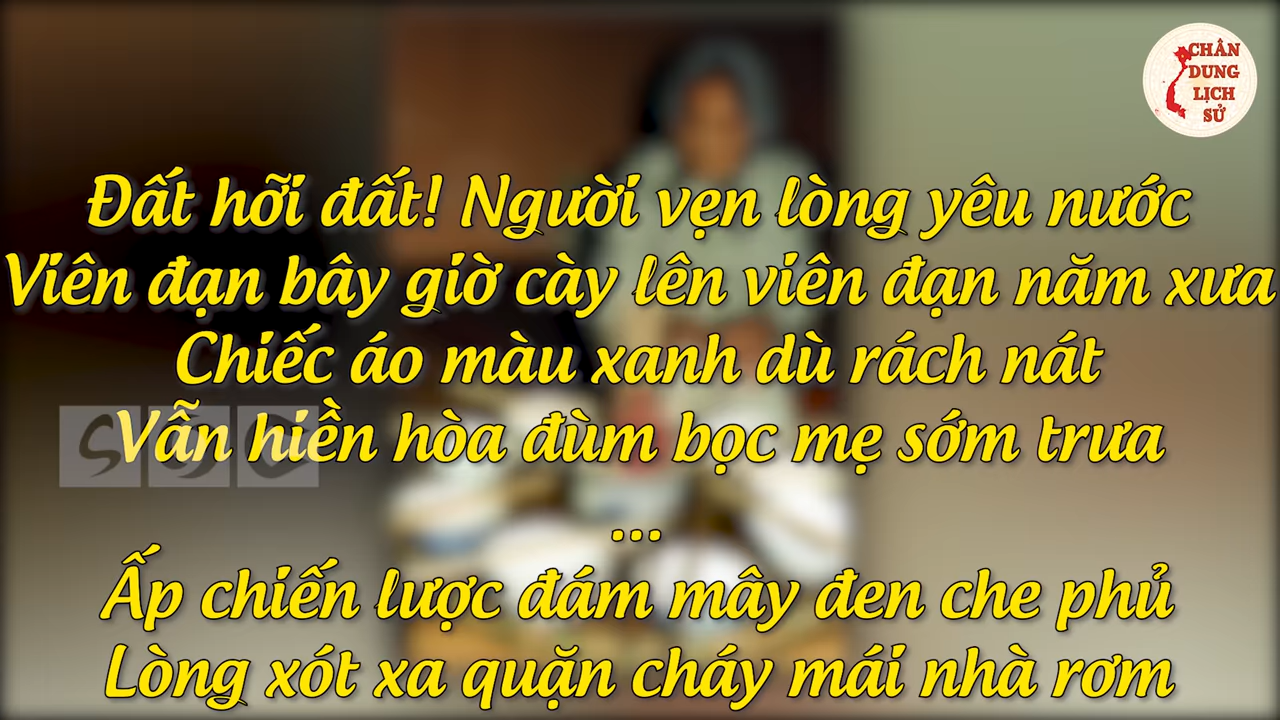 CHÂN
DUNG
LỊCH
SỬ
Đất hỡi đất! Người vẹn lòng yêu nước
Viên đạn bây giờ cày lên viên đạn năm xưa
Chiếc áo màu xanh dù rách nát
Vẫn hiền hòa đùm bọc mẹ sớm trưa
...
Ấp chiến lược đám mây đen che phủ
Lòng xót xa quặn cháy mái nhà rơm